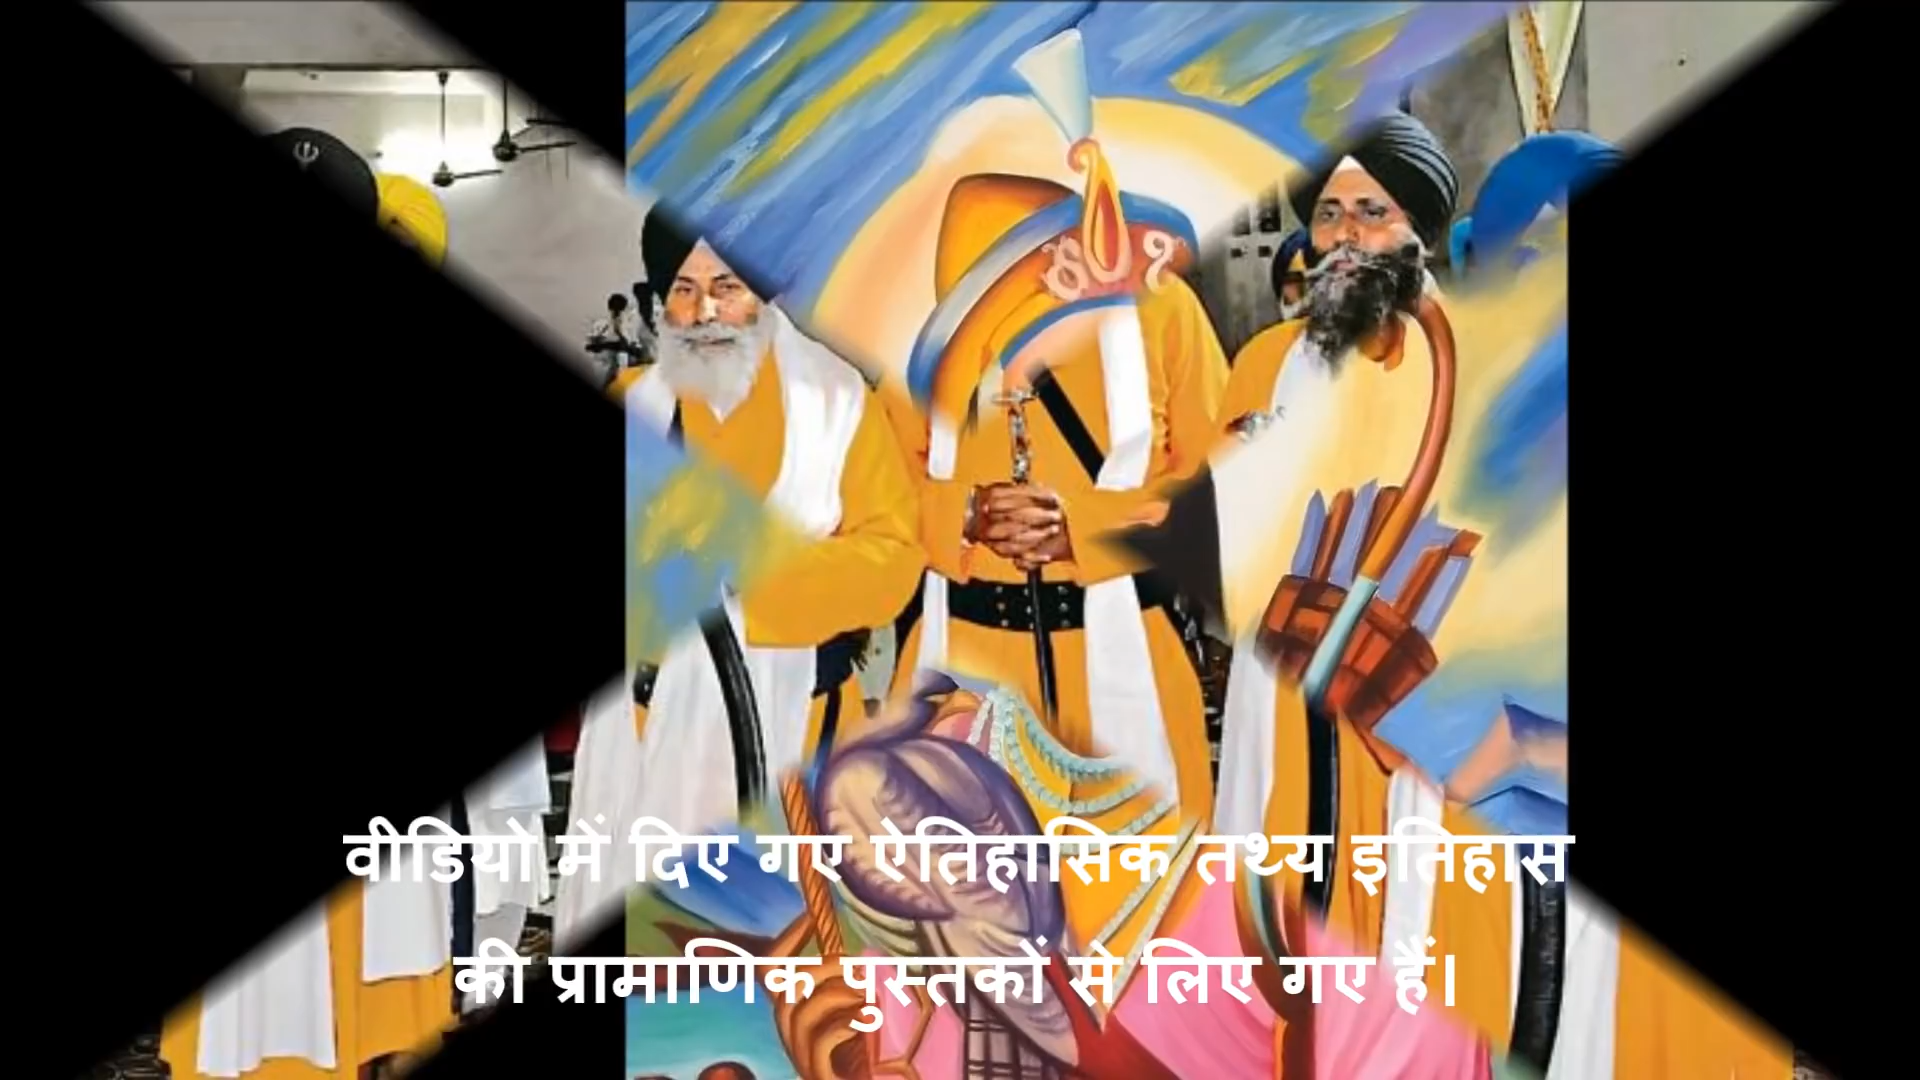 वीडियो में दिए गए ऐतिहासिक तथ्य इतिहास
की प्रामाणिक पुस्तकों से लिए गए हैं।